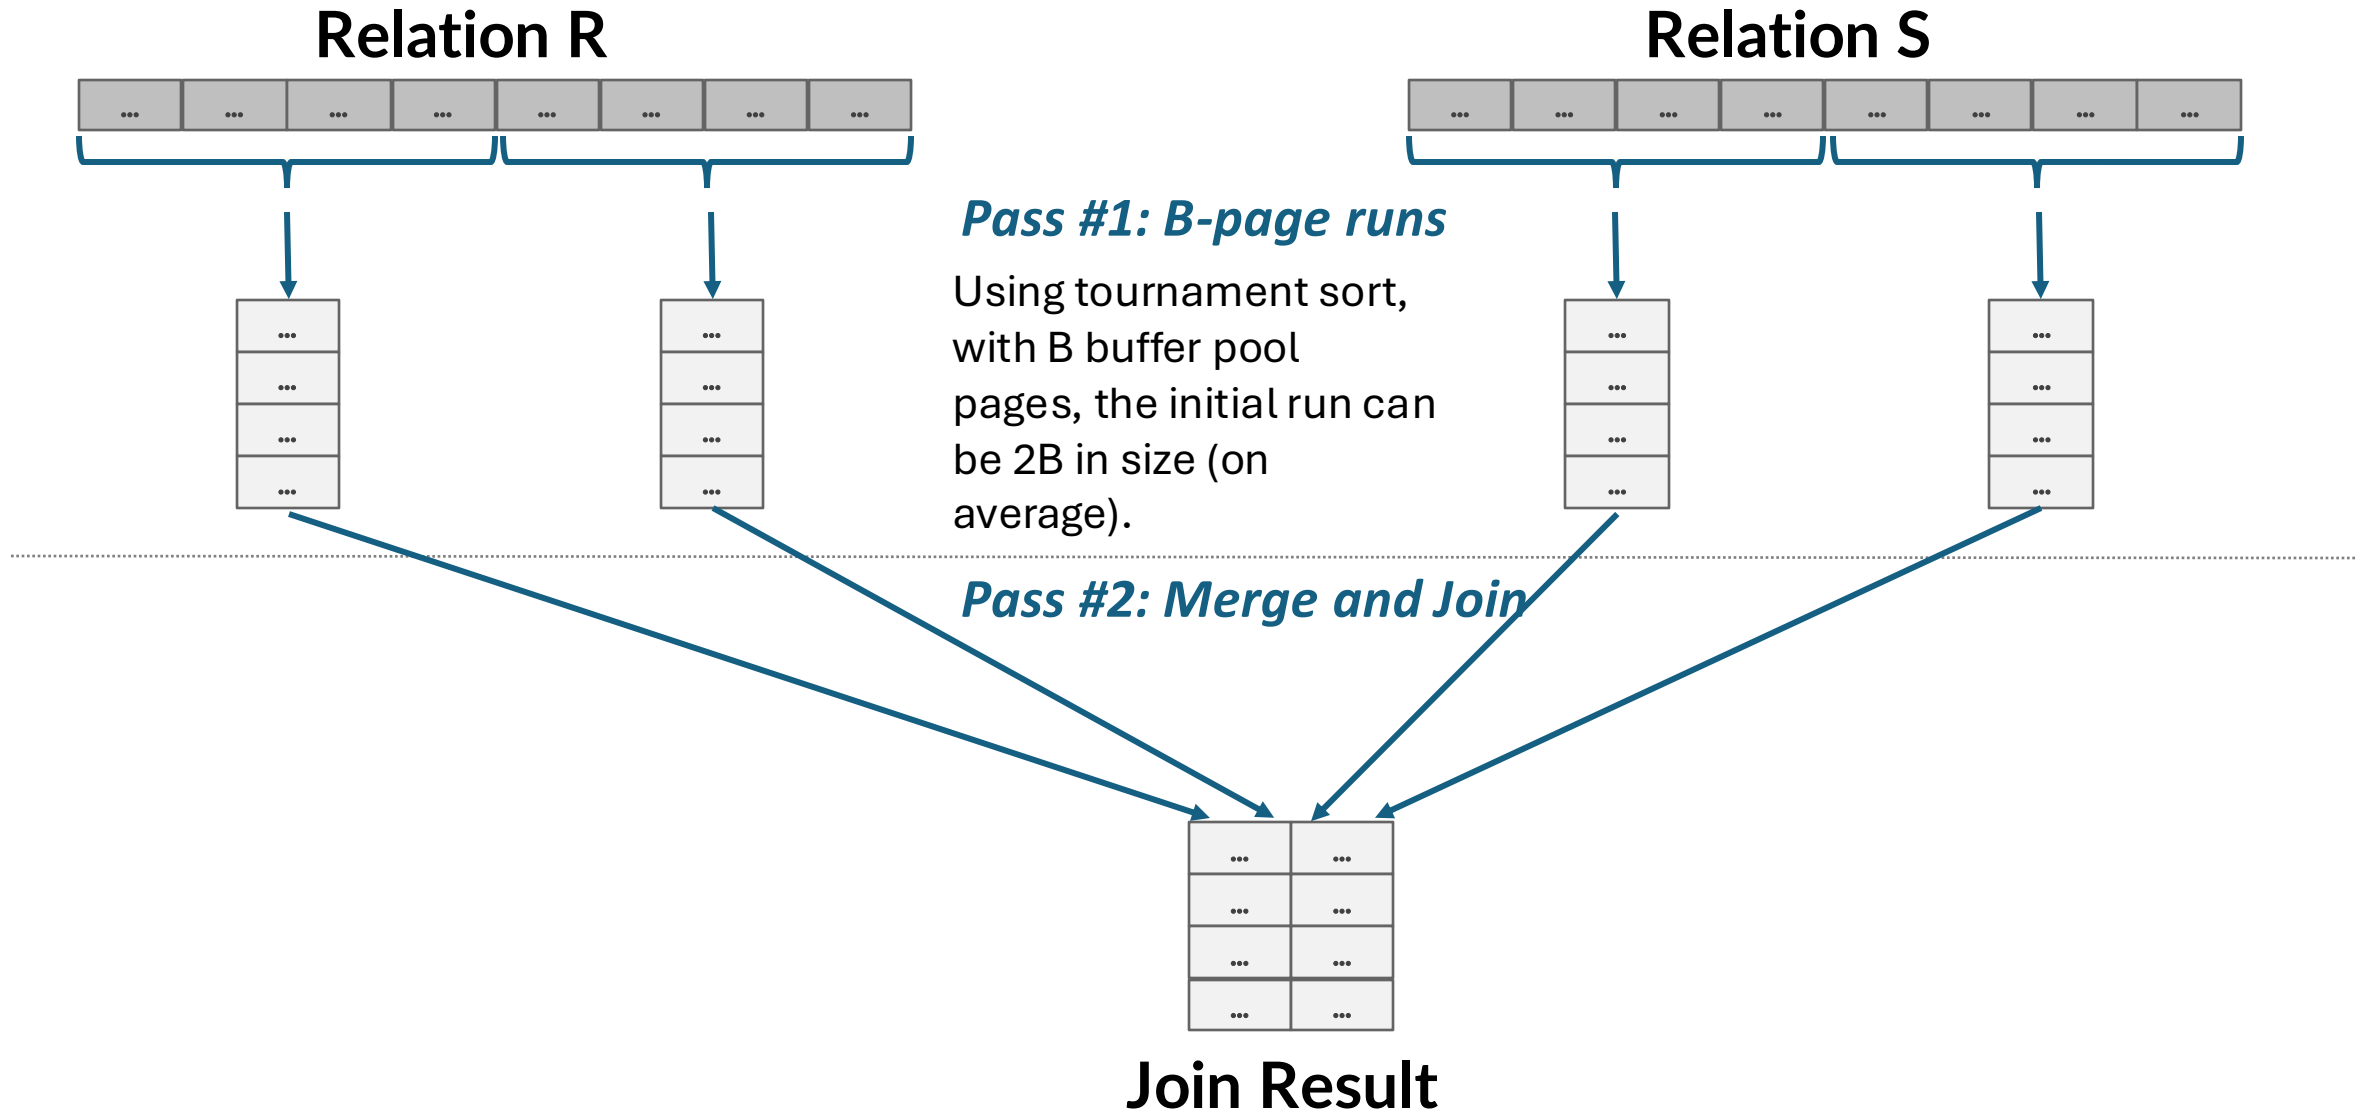 Relation R
Relation S
... ... ... ... ... ... ... ...
... ... ... ... ... ... ... ...
Pass #1: B-page runs
Using tournament sort,
with B buffer pool
pages, the initial run can
be 2B in size (on
average).
... ... ... ...
... ... ... ...
... ... ... ...
... ... ... ...
Pass #2: Merge and Join
... ...
... ...
... ...
... ...
Join Result